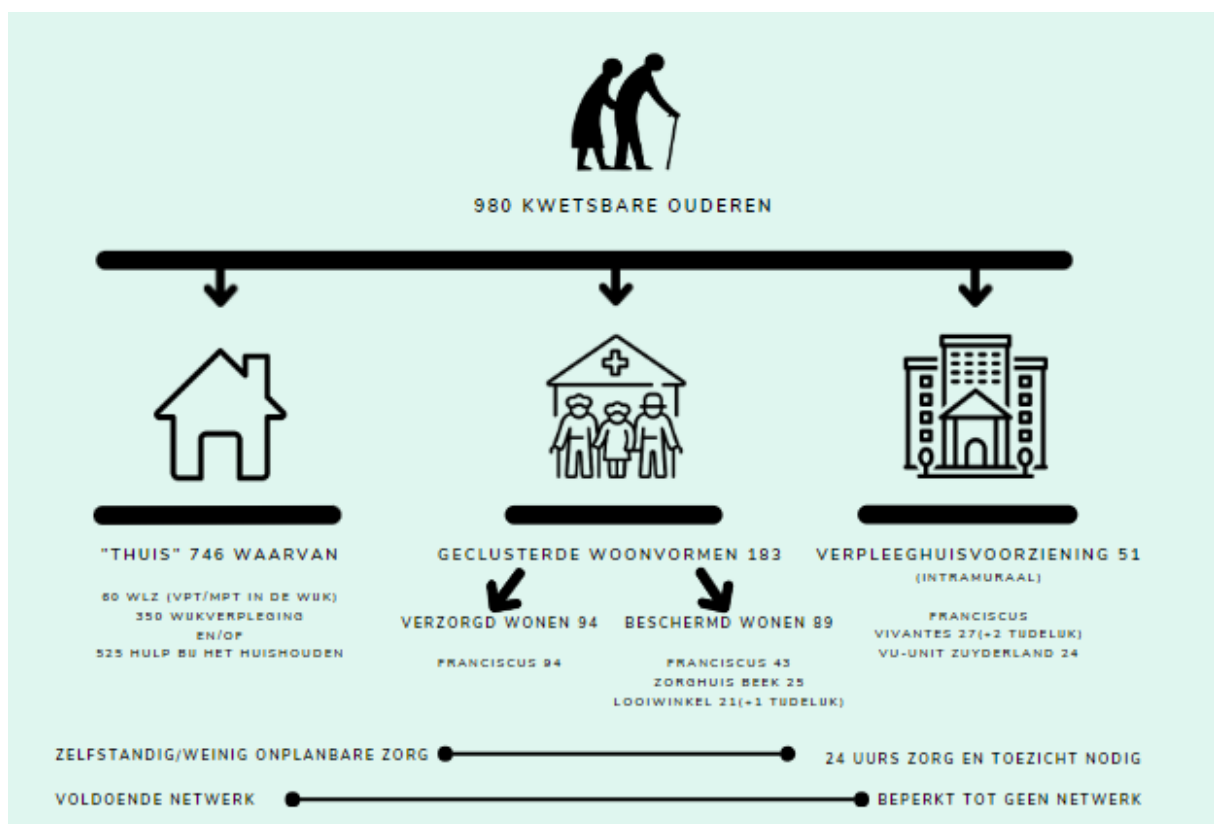 980 KWETSBARE OUDEREN
"THUIS" 746 WAARVAN
60 WLZ (VPT/MPT IN DE WIJK)
350 WIJKVERPLEGING
EN/OF
525 HULP BIJ HET HUISHOUDEN
GECLUSTERDE WOONVORMEN 183
VERZORGD WONEN 94
FRANCISCUS 94
BESCHERMD WONEN 89
FRANCISCUS 43
ZORGHUIS BEEK 25
LOOIWINKEL 21(+1 TIJDELIJK)
VERPLEEGHUISVOORZIENING 51
(INTRAMURAAL)
FRANCISCUS
VIVANTES 27(+2 TIJDELIJK)
VU-UNIT ZUYDERLAND 24
ZELFSTANDIG/WEINIG ONPLANBARE ZORG
24 UURS ZORG EN TOEZICHT NODIG
VOLDOENDE NETWERK
BEPERKT TOT GEEN NETWERK